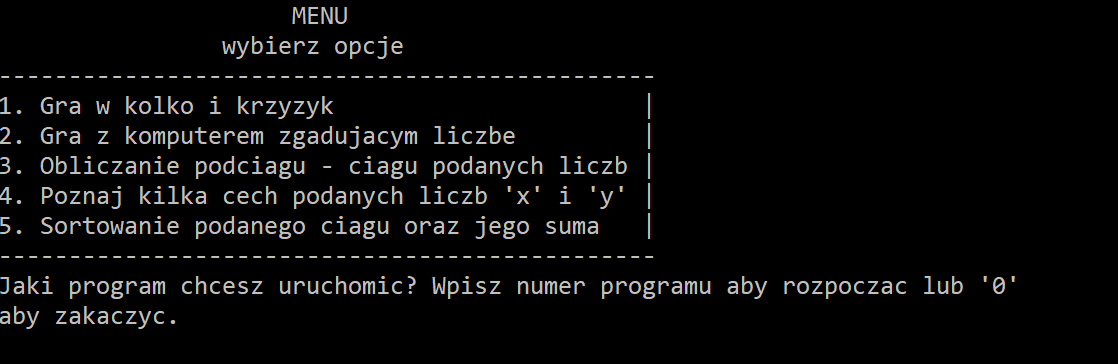 MENU
wybierz opcje
-----------------------------------------------
1. Gra w kolko i krzyzyk |
2. Gra z komputerem zgadujacym liczbe |
3. Obliczanie podciagu - ciagu podanych liczb |
4. Poznaj kilka cech podanych liczb 'x' i 'y' |
5. Sortowanie podanego ciagu oraz jego suma |
-----------------------------------------------
Jaki program chcesz uruchomic? Wpisz numer programu aby rozpoczac lub '0'
aby zakaczyc.